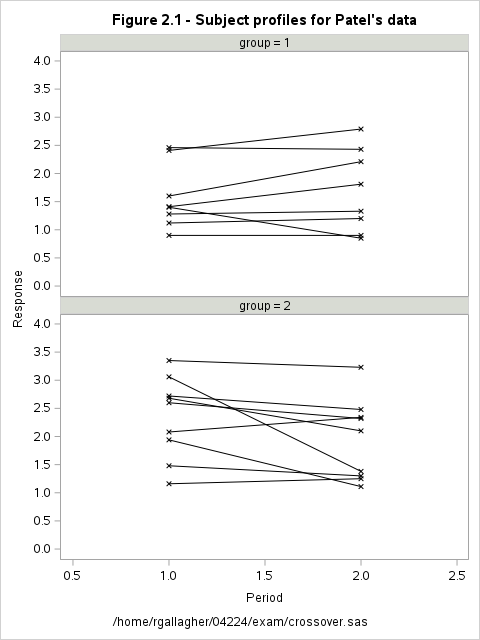 Figure 2.1 - Subject profiles for Patel's data
group = 1
4.0
3.5
3.0
2.5
2.0
1.5
1.0
0.5
0.0
Response
group = 2
4.0
3.5
3.0
2.5
2.0
1.5
1.0
0.5
0.0
0.5 1.0 1.5 2.0 2.5
Period
/home/rgallagher/04224/exam/crossover.sas